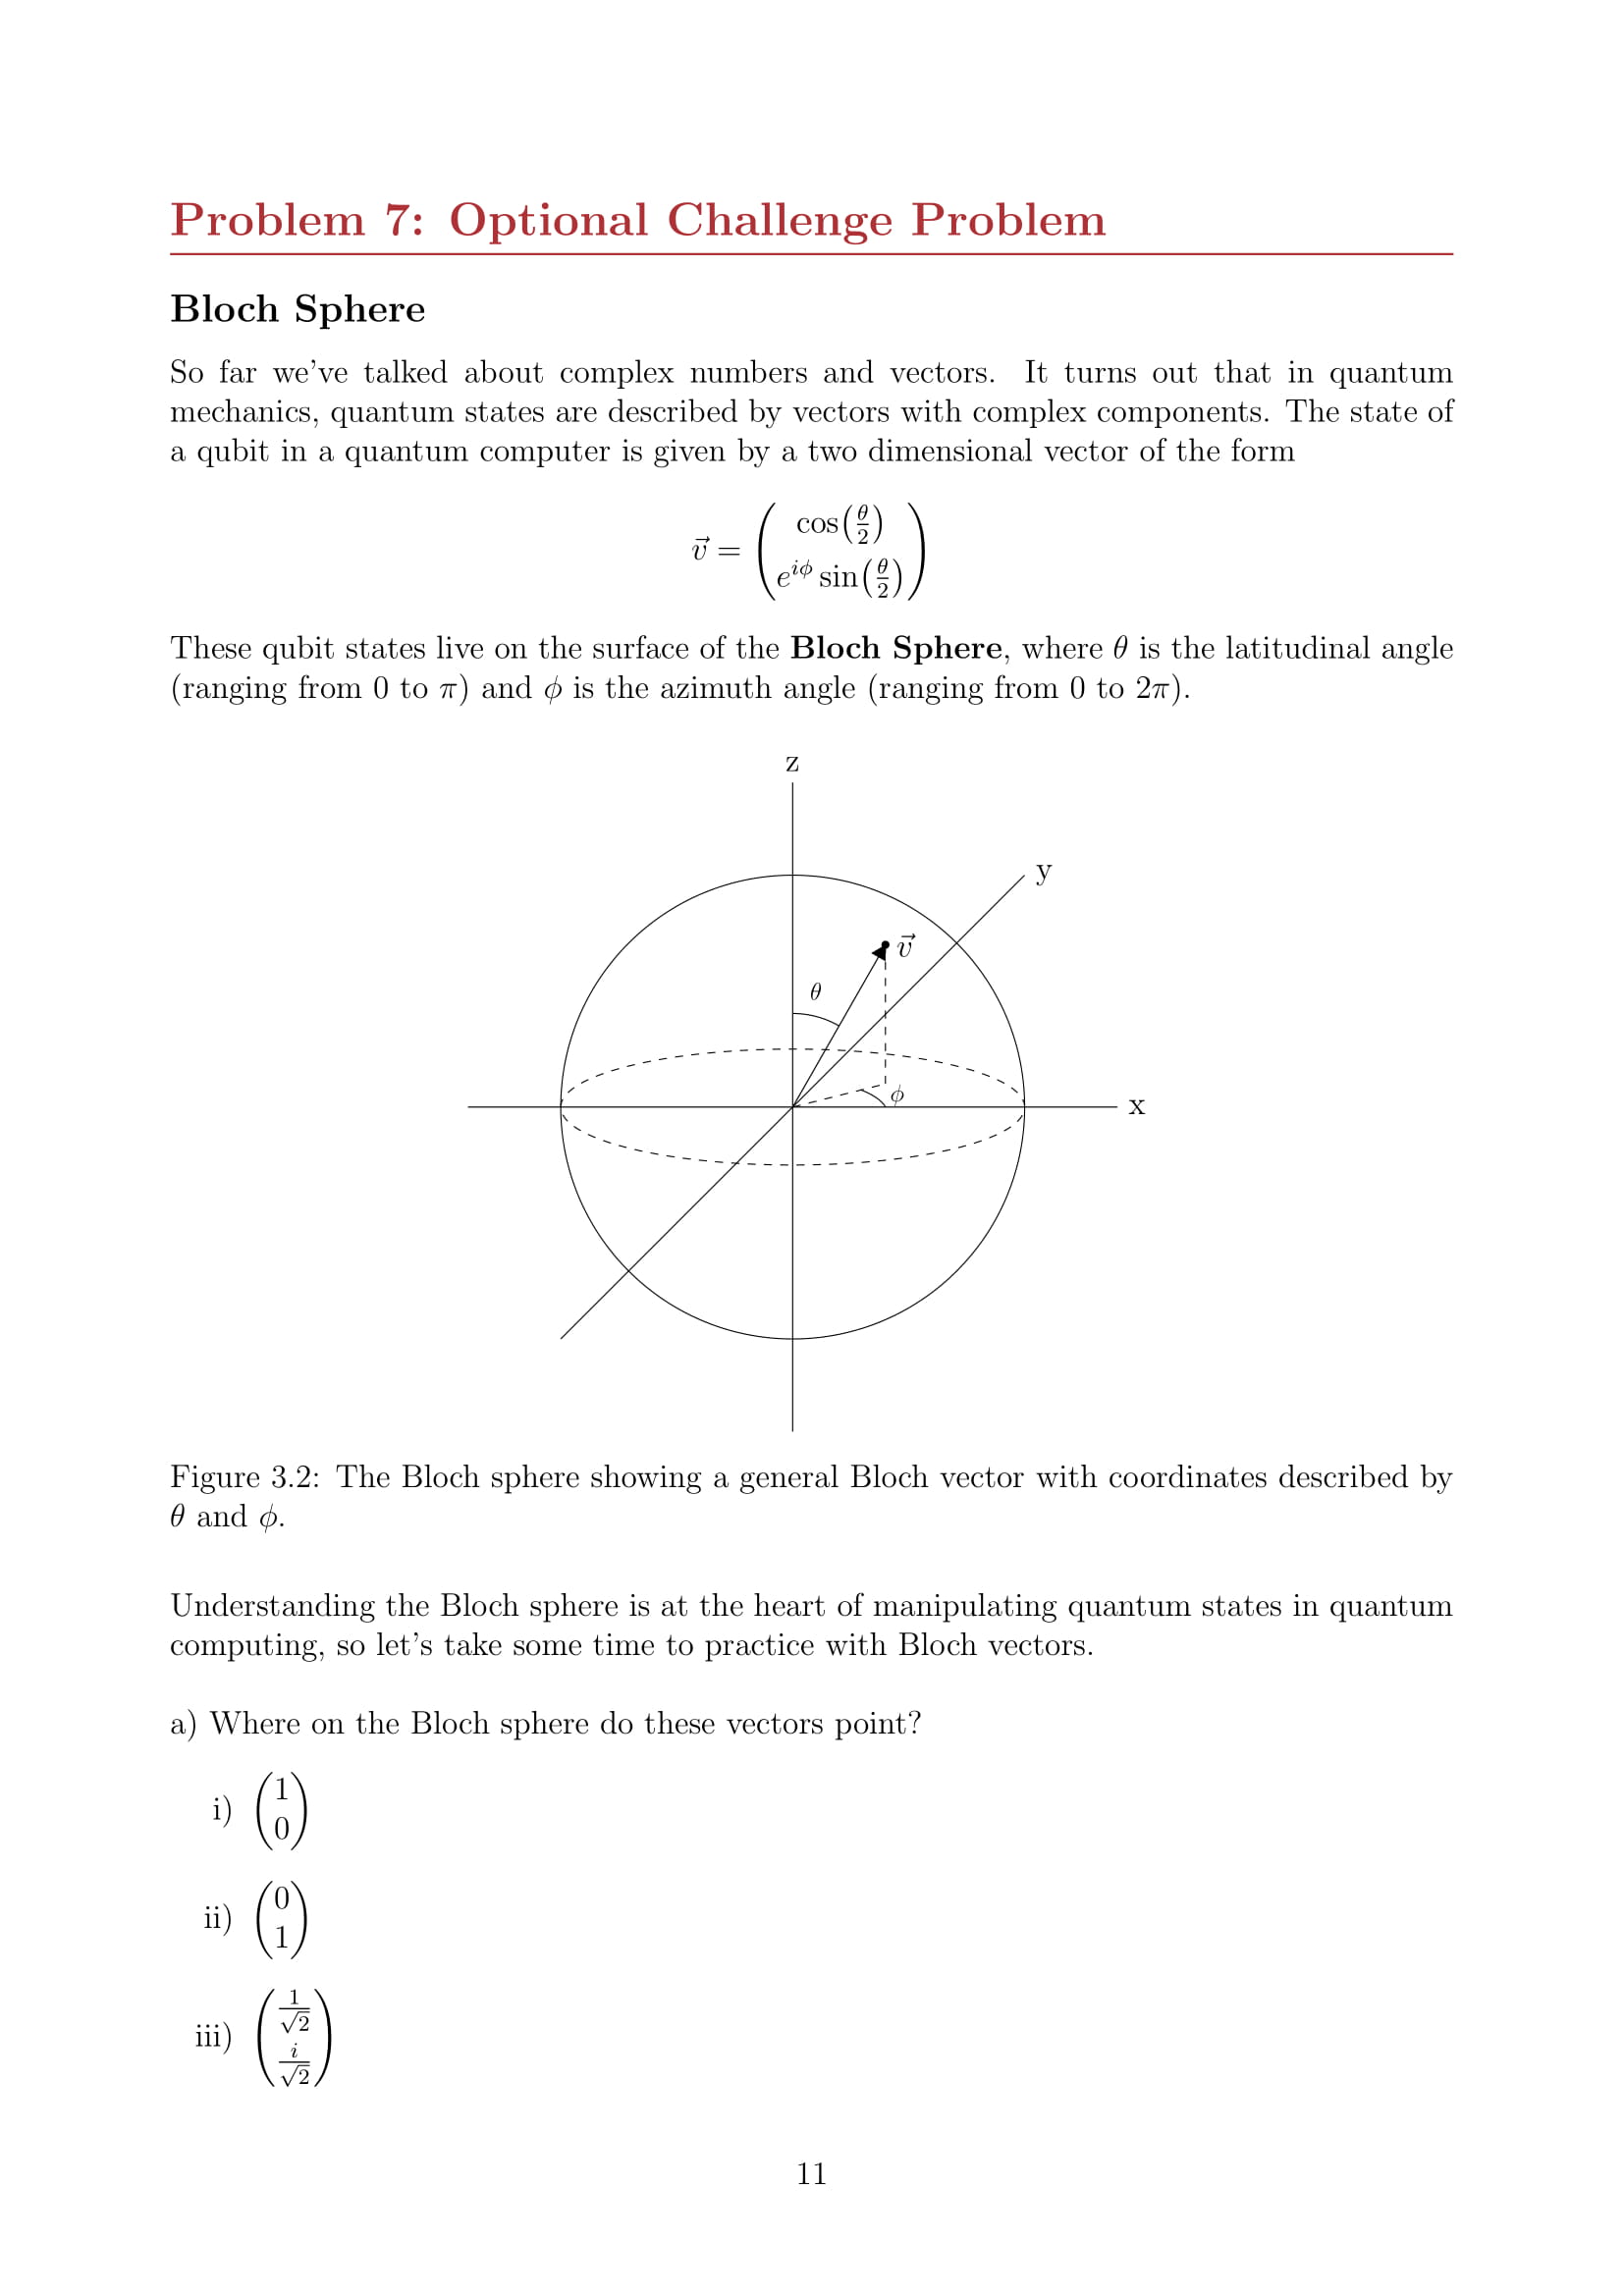 Problem 7: Optional Challenge Problem
Bloch Sphere
So far we've talked about complex numbers and vectors. It turns out that in quantum
mechanics, quantum states are described by vectors with complex components. The state of
a qubit in a quantum computer is given by a two dimensional vector of the form
$\vec{v} = \begin{pmatrix} \cos\left(\frac{\theta}{2}\right) \\ e^{i\phi} \sin\left(\frac{\theta}{2}\right) \end{pmatrix}$
These qubit states live on the surface of the Bloch Sphere, where θ is the latitudinal angle
(ranging from 0 to π) and ϕ is the azimuth angle (ranging from 0 to 2π).
z
y
$\vec{v}$
θ
ϕ
x
Figure 3.2: The Bloch sphere showing a general Bloch vector with coordinates described by
θ and ϕ.
Understanding the Bloch sphere is at the heart of manipulating quantum states in quantum
computing, so let's take some time to practice with Bloch vectors.
a) Where on the Bloch sphere do these vectors point?
i) $\begin{pmatrix} 1 \\ 0 \end{pmatrix}$
ii) $\begin{pmatrix} 0 \\ 1 \end{pmatrix}$
iii) $\begin{pmatrix} \frac{1}{\sqrt{2}} \\ \frac{i}{\sqrt{2}} \end{pmatrix}$
11